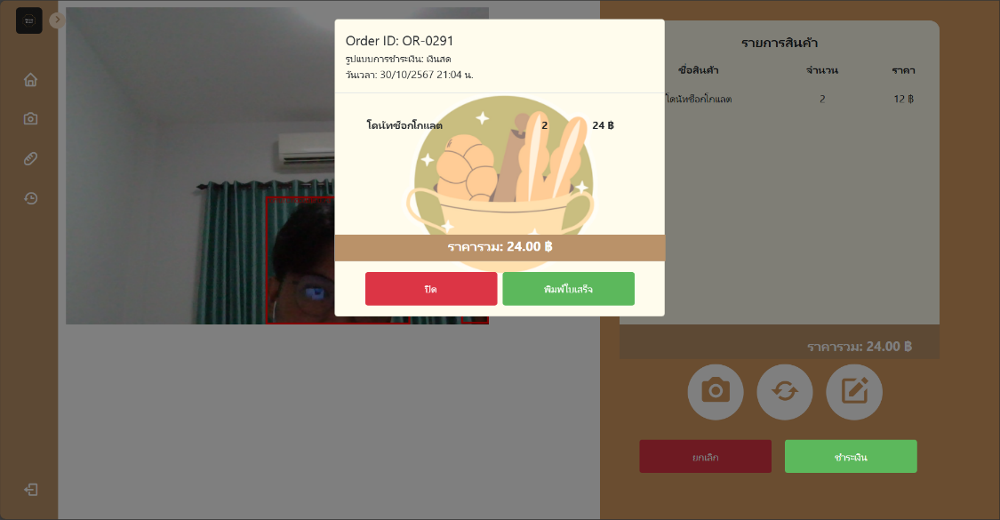 Order ID: OR-0291
รูปแบบการชำระเงิน: เงินสด
วันเวลา: 30/10/2567 21:04 น.
โดนัทช็อกโกแลต 2 24 ฿
ราคารวม: 24.00 ฿
ปิด พิมพ์ใบเสร็จ
รายการสินค้า
ชื่อสินค้า จำนวน ราคา
โดนัทช็อกโกแลต 2 12 ฿
ราคารวม: 24.00 ฿
ยกเลิก ชำระเงิน